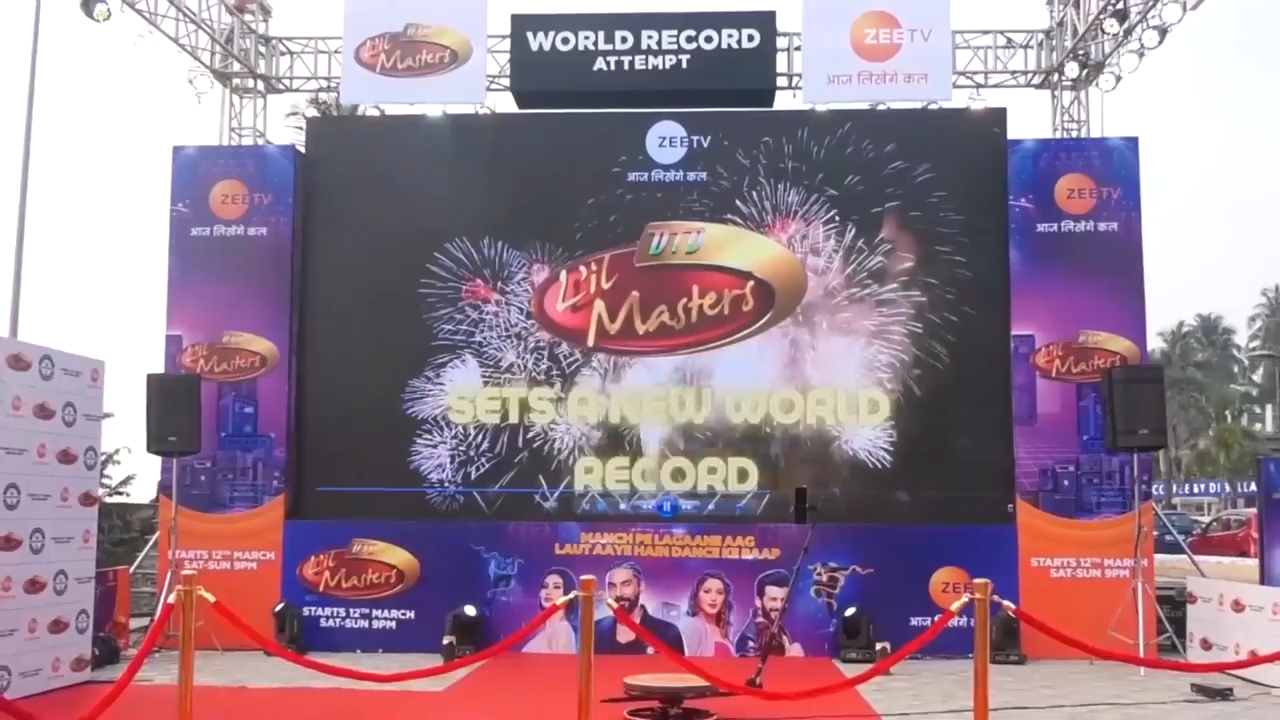 DID
L'il
Masters
WORLD RECORD
ATTEMPT
ZEE TV
आज लिखेंगे कल
ZEE TV
आज लिखेंगे कल
ZEE TV
आज लिखेंगे कल
ZEE TV
आज लिखेंगे कल
DID
L'il
Masters
SETS A NEW WORLD
RECORD
L'il
Masters
L'il
Masters
STARTS 12TH MARCH
SAT-SUN 9PM
DID
L'il
Masters
STARTS 12TH MARCH
SAT-SUN 9PM
MANCH PE LAGAANE AAG
LAUT AAYE HAIN DANCE KE BAAP
ZEE
आज लिखेंगे क
STARTS 12TH MARCH
SAT-SUN 9PM